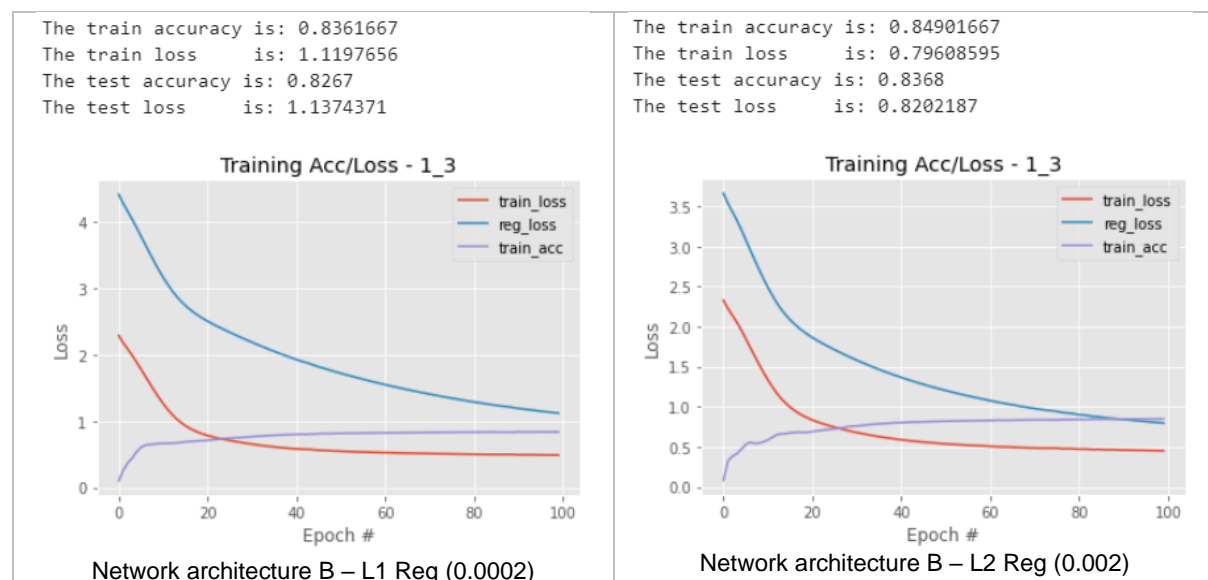 The train accuracy is: 0.8361667
The train loss is: 1.1197656
The test accuracy is: 0.8267
The test loss is: 1.1374371
Training Acc/Loss - 1_3
train_loss
reg_loss
train_acc
4
3
2
1
0
Loss
0 20 40 60 80 100
Epoch #
Network architecture B – L1 Reg (0.0002)
The train accuracy is: 0.84901667
The train loss is: 0.79608595
The test accuracy is: 0.8368
The test loss is: 0.8202187
Training Acc/Loss - 1_3
train_loss
reg_loss
train_acc
3.5
3.0
2.5
2.0
1.5
1.0
0.5
0.0
Loss
0 20 40 60 80 100
Epoch #
Network architecture B – L2 Reg (0.002)